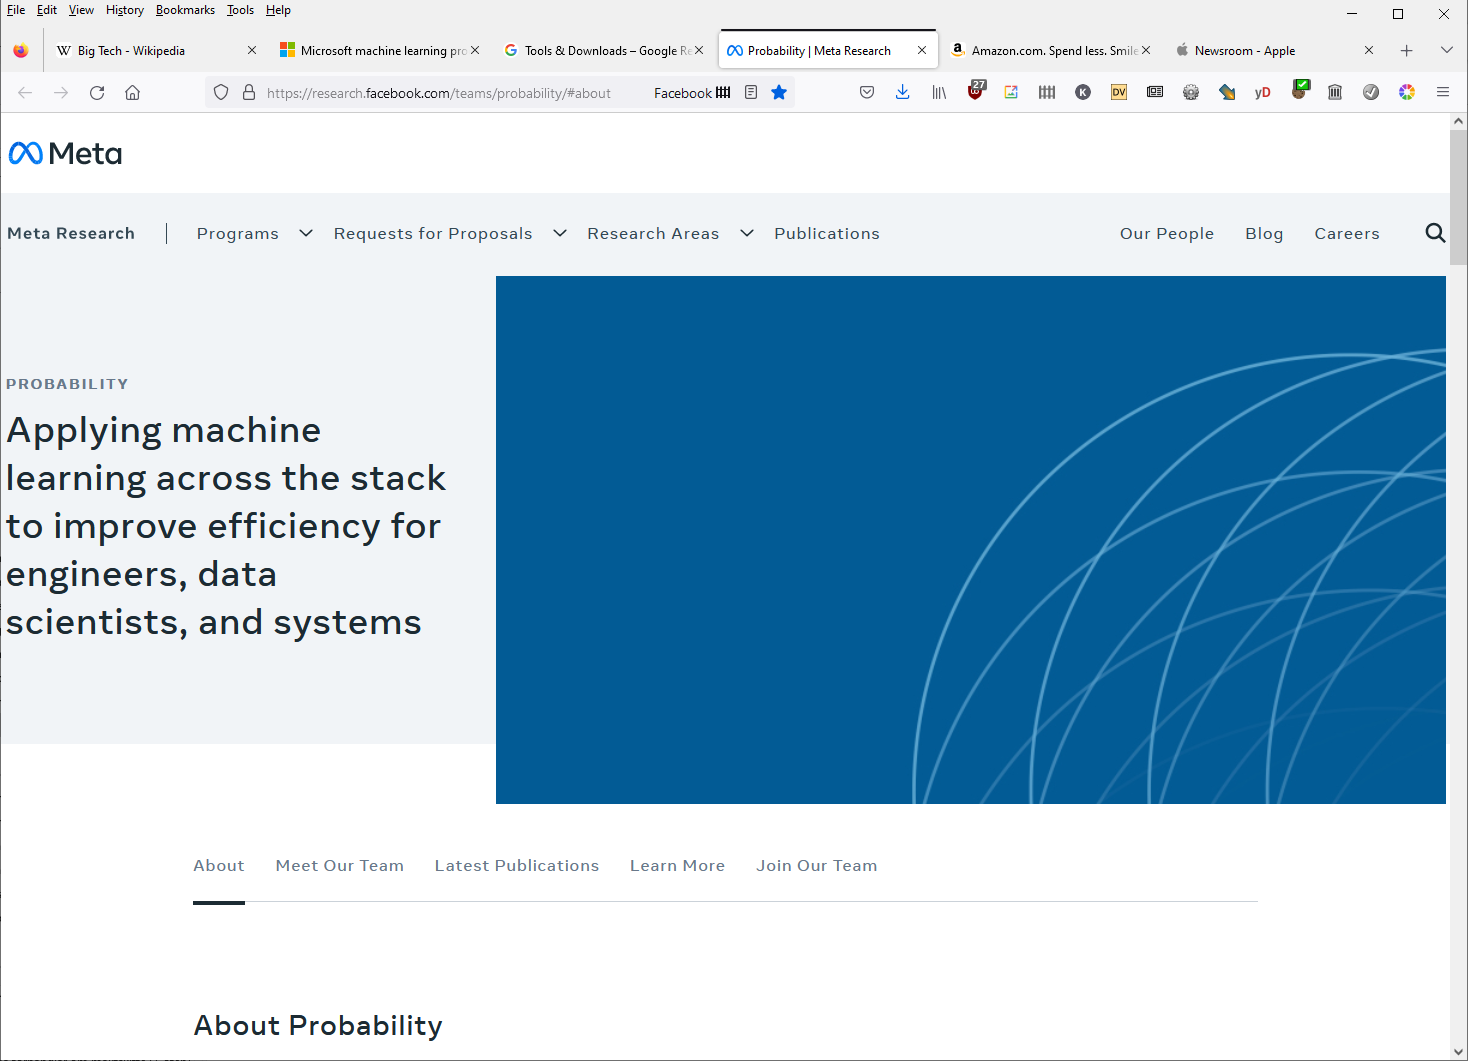 File Edit View History Bookmarks Tools Help
Big Tech - Wikipedia
Microsoft machine learning pro
Tools & Downloads – Google Re
Probability | Meta Research
Amazon.com. Spend less. Smile
Newsroom - Apple
https://research.facebook.com/teams/probability/#about
Facebook
27
K
DV
yD
Meta
Meta Research
Programs
Requests for Proposals
Research Areas
Publications
Our People
Blog
Careers
PROBABILITY
Applying machine
learning across the stack
to improve efficiency for
engineers, data
scientists, and systems
About
Meet Our Team
Latest Publications
Learn More
Join Our Team
About Probability